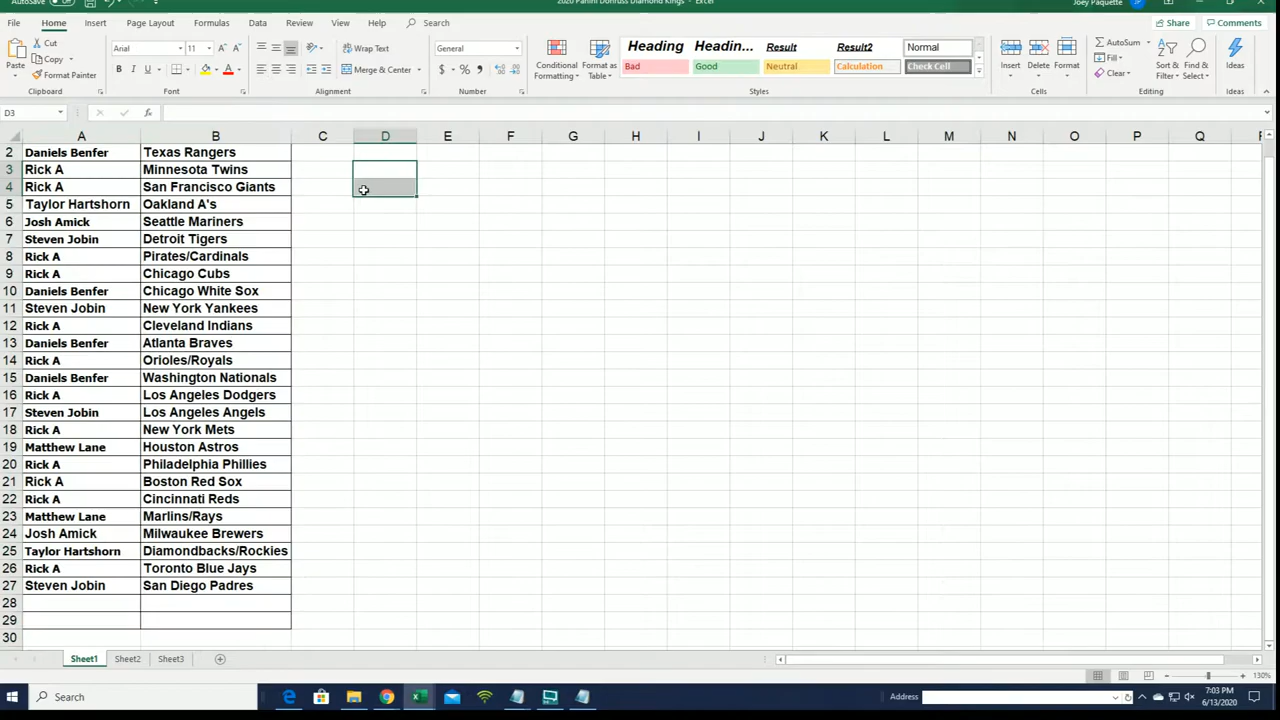 AutoSave Off
2020 Panini Donruss Diamond Kings - Excel
Joey Paquette
JP
File Home Insert Page Layout Formulas Data Review View Help Search
Share Comments
Paste
Cut
Copy
Format Painter
Clipboard
Arial 11
B I U
Font
Wrap Text
Merge & Center
Alignment
General
$ % ,
Number
Conditional Formatting
Format as Table
Heading Headin... Result Result2 Normal
Bad Good Neutral Calculation Check Cell
Styles
Insert Delete Format
Cells
AutoSum
Fill
Clear
Sort & Filter
Find & Select
Editing
Ideas
Ideas
D3 fx
A B C D E F G H I J K L M N O P Q
2 Daniels Benfer Texas Rangers
3 Rick A Minnesota Twins
4 Rick A San Francisco Giants
5 Taylor Hartshorn Oakland A's
6 Josh Amick Seattle Mariners
7 Steven Jobin Detroit Tigers
8 Rick A Pirates/Cardinals
9 Rick A Chicago Cubs
10 Daniels Benfer Chicago White Sox
11 Steven Jobin New York Yankees
12 Rick A Cleveland Indians
13 Daniels Benfer Atlanta Braves
14 Rick A Orioles/Royals
15 Daniels Benfer Washington Nationals
16 Rick A Los Angeles Dodgers
17 Steven Jobin Los Angeles Angels
18 Rick A New York Mets
19 Matthew Lane Houston Astros
20 Rick A Philadelphia Phillies
21 Rick A Boston Red Sox
22 Rick A Cincinnati Reds
23 Matthew Lane Marlins/Rays
24 Josh Amick Milwaukee Brewers
25 Taylor Hartshorn Diamondbacks/Rockies
26 Rick A Toronto Blue Jays
27 Steven Jobin San Diego Padres
28
29
30
Sheet1 Sheet2 Sheet3
130%
Search
Address
7:03 PM
6/13/2020